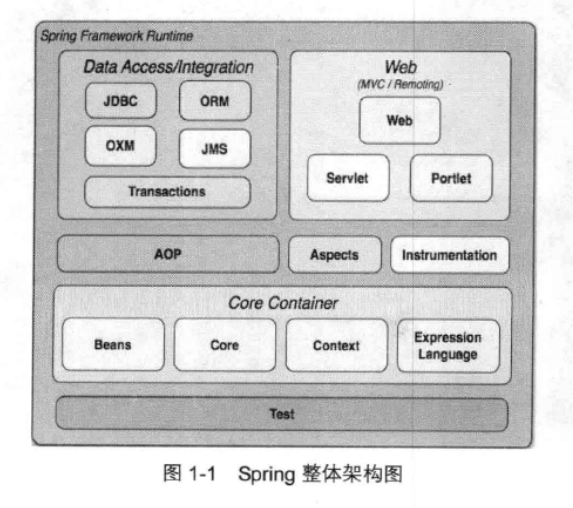 Spring Framework Runtime
Data Access/Integration
JDBC
ORM
OXM
JMS
Transactions
Web
(MVC / Remoting)
Web
Servlet
Portlet
AOP
Aspects
Instrumentation
Core Container
Beans
Core
Context
Expression
Language
Test
图 1-1 Spring 整体架构图